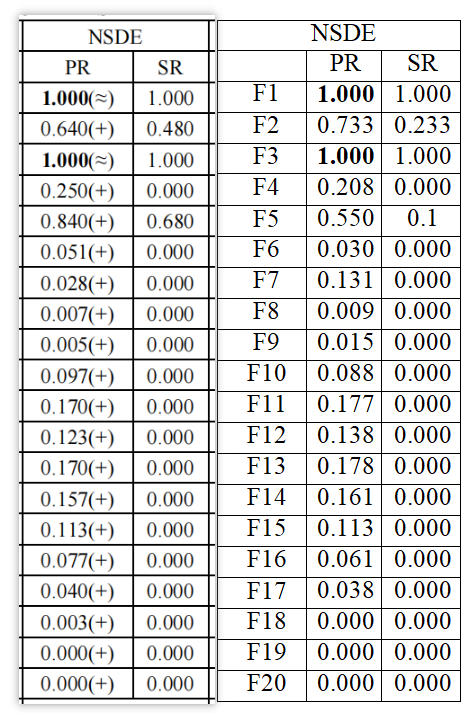 NSDE NSDE
PR SR PR SR
1.000(≈) 1.000 F1 1.000 1.000
0.640(+) 0.480 F2 0.733 0.233
1.000(≈) 1.000 F3 1.000 1.000
0.250(+) 0.000 F4 0.208 0.000
0.840(+) 0.680 F5 0.550 0.1
0.051(+) 0.000 F6 0.030 0.000
0.028(+) 0.000 F7 0.131 0.000
0.007(+) 0.000 F8 0.009 0.000
0.005(+) 0.000 F9 0.015 0.000
0.097(+) 0.000 F10 0.088 0.000
0.170(+) 0.000 F11 0.177 0.000
0.123(+) 0.000 F12 0.138 0.000
0.170(+) 0.000 F13 0.178 0.000
0.157(+) 0.000 F14 0.161 0.000
0.113(+) 0.000 F15 0.113 0.000
0.077(+) 0.000 F16 0.061 0.000
0.040(+) 0.000 F17 0.038 0.000
0.003(+) 0.000 F18 0.000 0.000
0.000(+) 0.000 F19 0.000 0.000
0.000(+) 0.000 F20 0.000 0.000